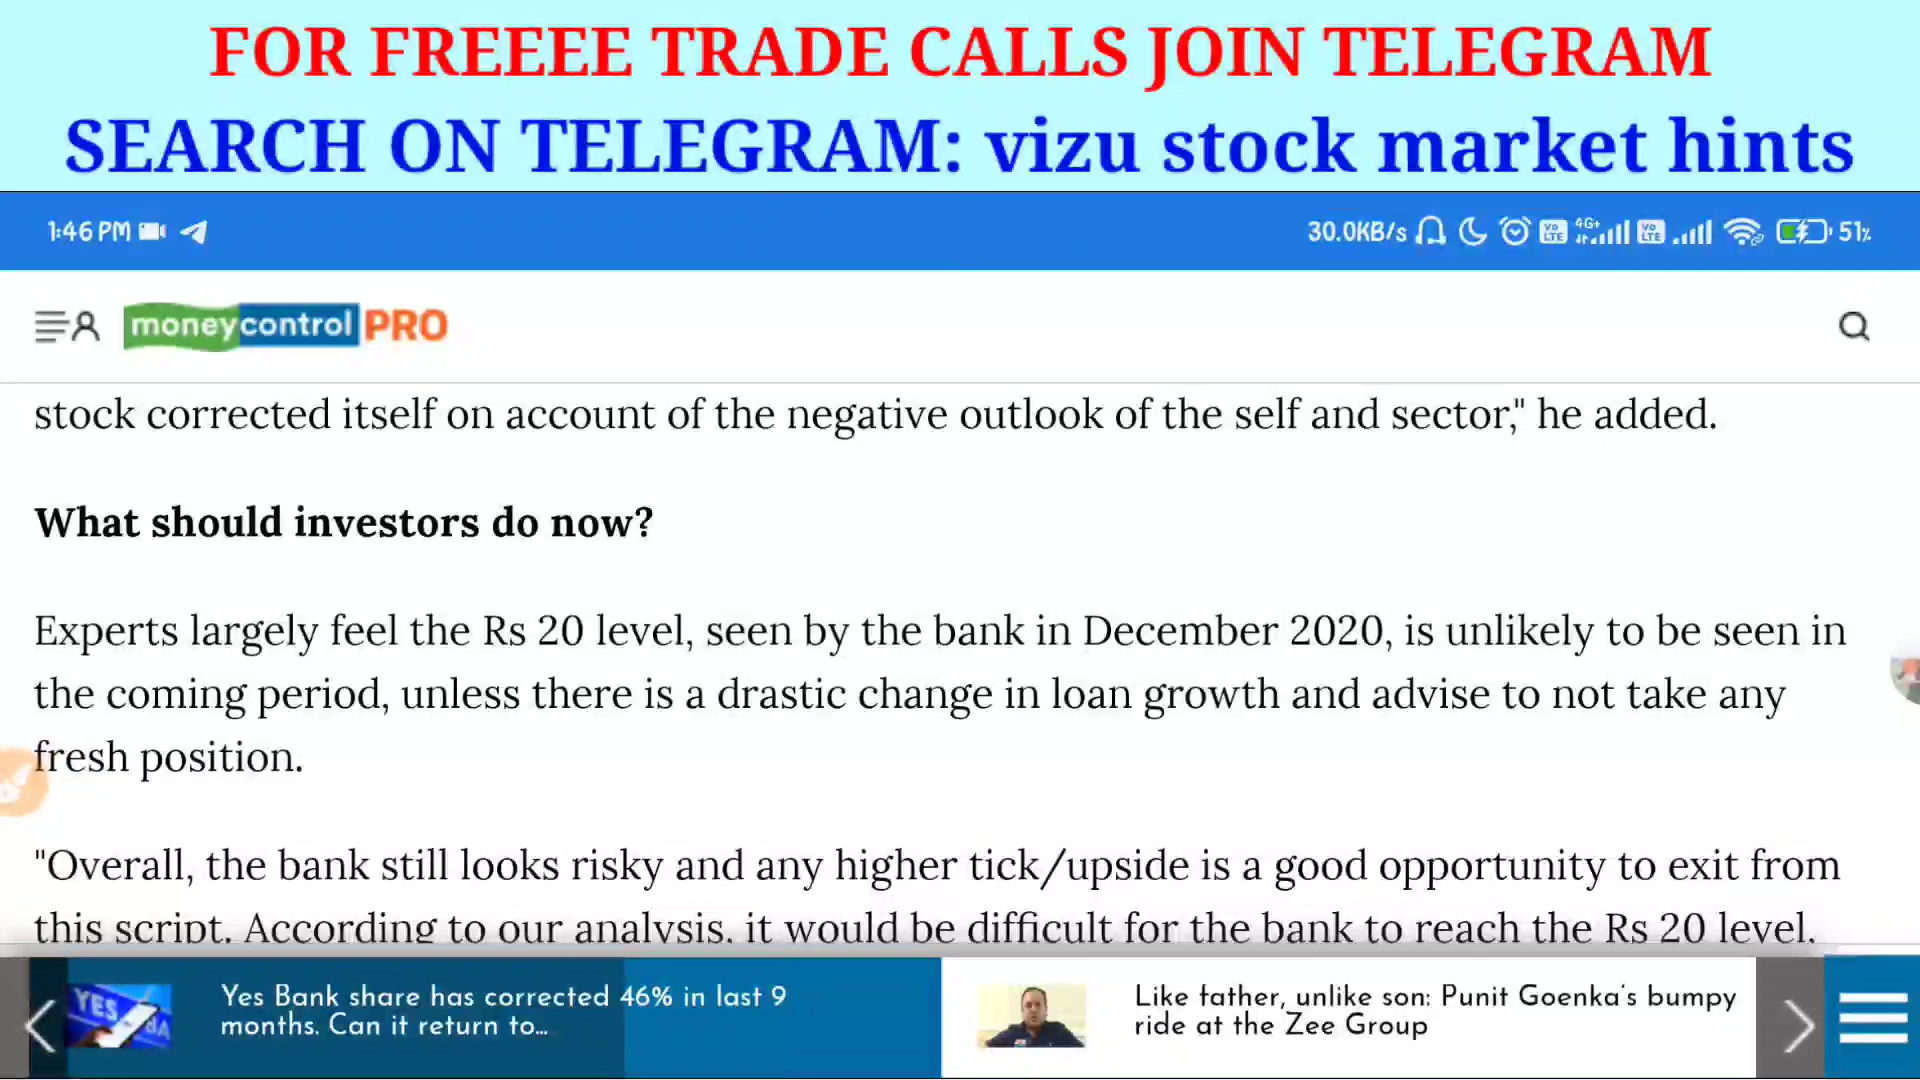 FOR FREEEE TRADE CALLS JOIN TELEGRAM
SEARCH ON TELEGRAM: vizu stock market hints
1:46 PM
30.0KB/s 4G+ 51%
moneycontrol PRO
stock corrected itself on account of the negative outlook of the self and sector," he added.
What should investors do now?
Experts largely feel the Rs 20 level, seen by the bank in December 2020, is unlikely to be seen in
the coming period, unless there is a drastic change in loan growth and advise to not take any
fresh position.
"Overall, the bank still looks risky and any higher tick/upside is a good opportunity to exit from
this script. According to our analysis, it would be difficult for the bank to reach the Rs 20 level,
YES BA
Yes Bank share has corrected 46% in last 9
months. Can it return to...
Like father, unlike son: Punit Goenka's bumpy
ride at the Zee Group